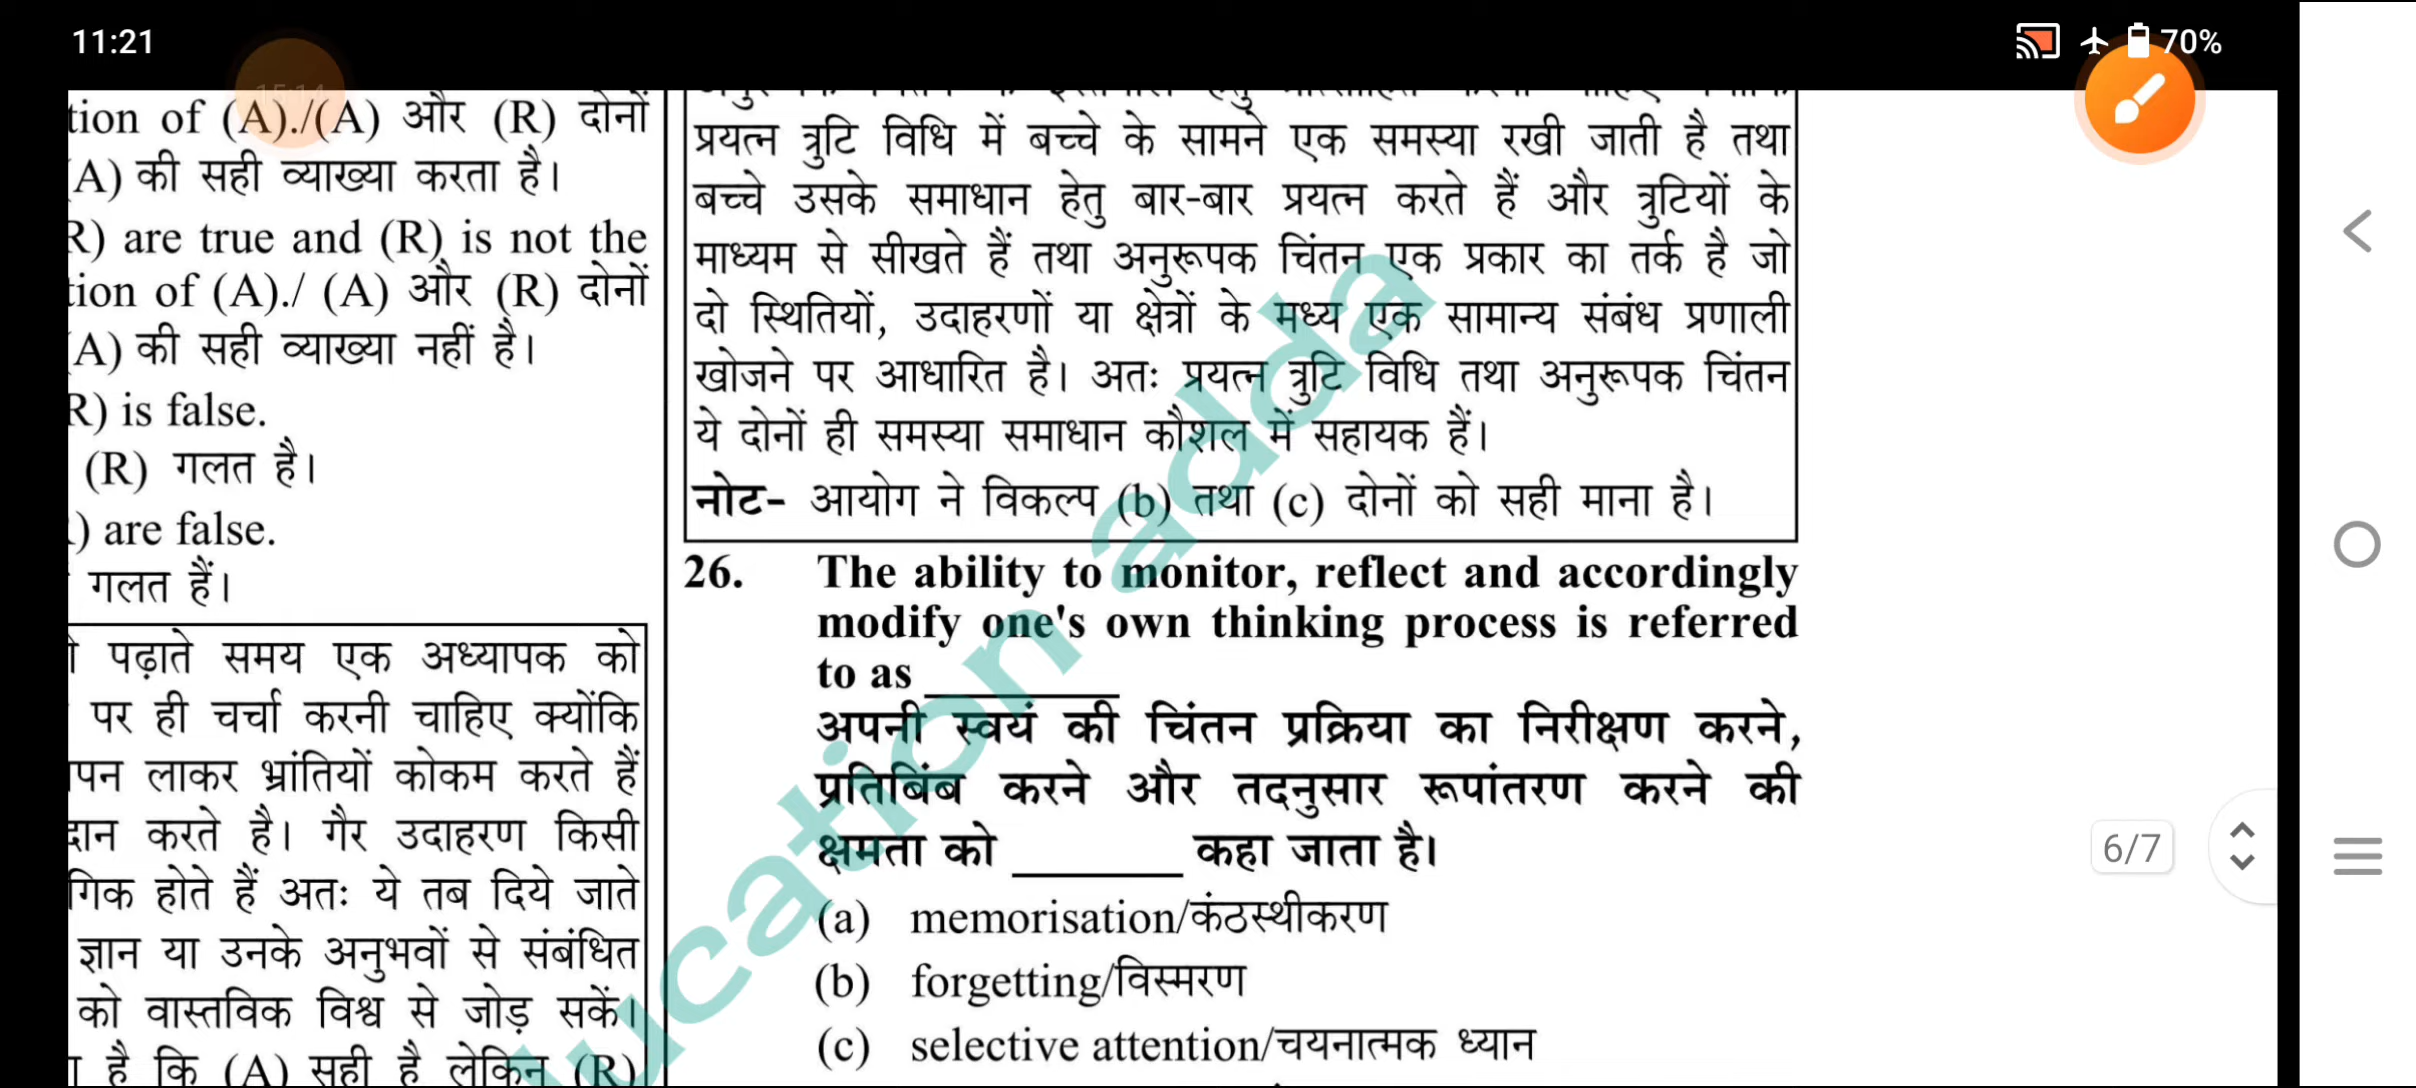 11:21
70%
15:14
tion of (A)./(A) और (R) दोनों
(A) की सही व्याख्या करता है।
R) are true and (R) is not the
tion of (A)./ (A) और (R) दोनों
(A) की सही व्याख्या नहीं है।
R) is false.
(R) गलत है।
) are false.
गलत हैं।
पढ़ाते समय एक अध्यापक को
पर ही चर्चा करनी चाहिए क्योंकि
पन लाकर भ्रांतियों कोकम करते हैं
करते है। गैर उदाहरण किसी
होते हैं अतः ये तब दिये जाते
ज्ञान या उनके अनुभवों से संबंधित
को वास्तविक विश्व से जोड़ सकें।
है कि (A) सही है लेकिन (R)
प्रयत्न त्रुटि विधि में बच्चे के सामने एक समस्या रखी जाती है तथा
बच्चे उसके समाधान हेतु बार-बार प्रयत्न करते हैं और त्रुटियों के
माध्यम से सीखते हैं तथा अनुरूपक चिंतन एक प्रकार का तर्क है जो
दो स्थितियों, उदाहरणों या क्षेत्रों के मध्य एक सामान्य संबंध प्रणाली
खोजने पर आधारित है। अतः प्रयत्न त्रुटि विधि तथा अनुरूपक चिंतन
ये दोनों ही समस्या समाधान कौशल में सहायक हैं।
नोट- आयोग ने विकल्प (b) तथा (c) दोनों को सही माना है।
26. The ability to monitor, reflect and accordingly
modify one's own thinking process is referred
to as ________
अपनी स्वयं की चिंतन प्रक्रिया का निरीक्षण करने,
प्रतिबिंब करने और तदनुसार रूपांतरण करने की
क्षमता को ________ कहा जाता है।
(a) memorisation/कंठस्थीकरण
(b) forgetting/विस्मरण
(c) selective attention/चयनात्मक ध्यान
ucation adda
6/7